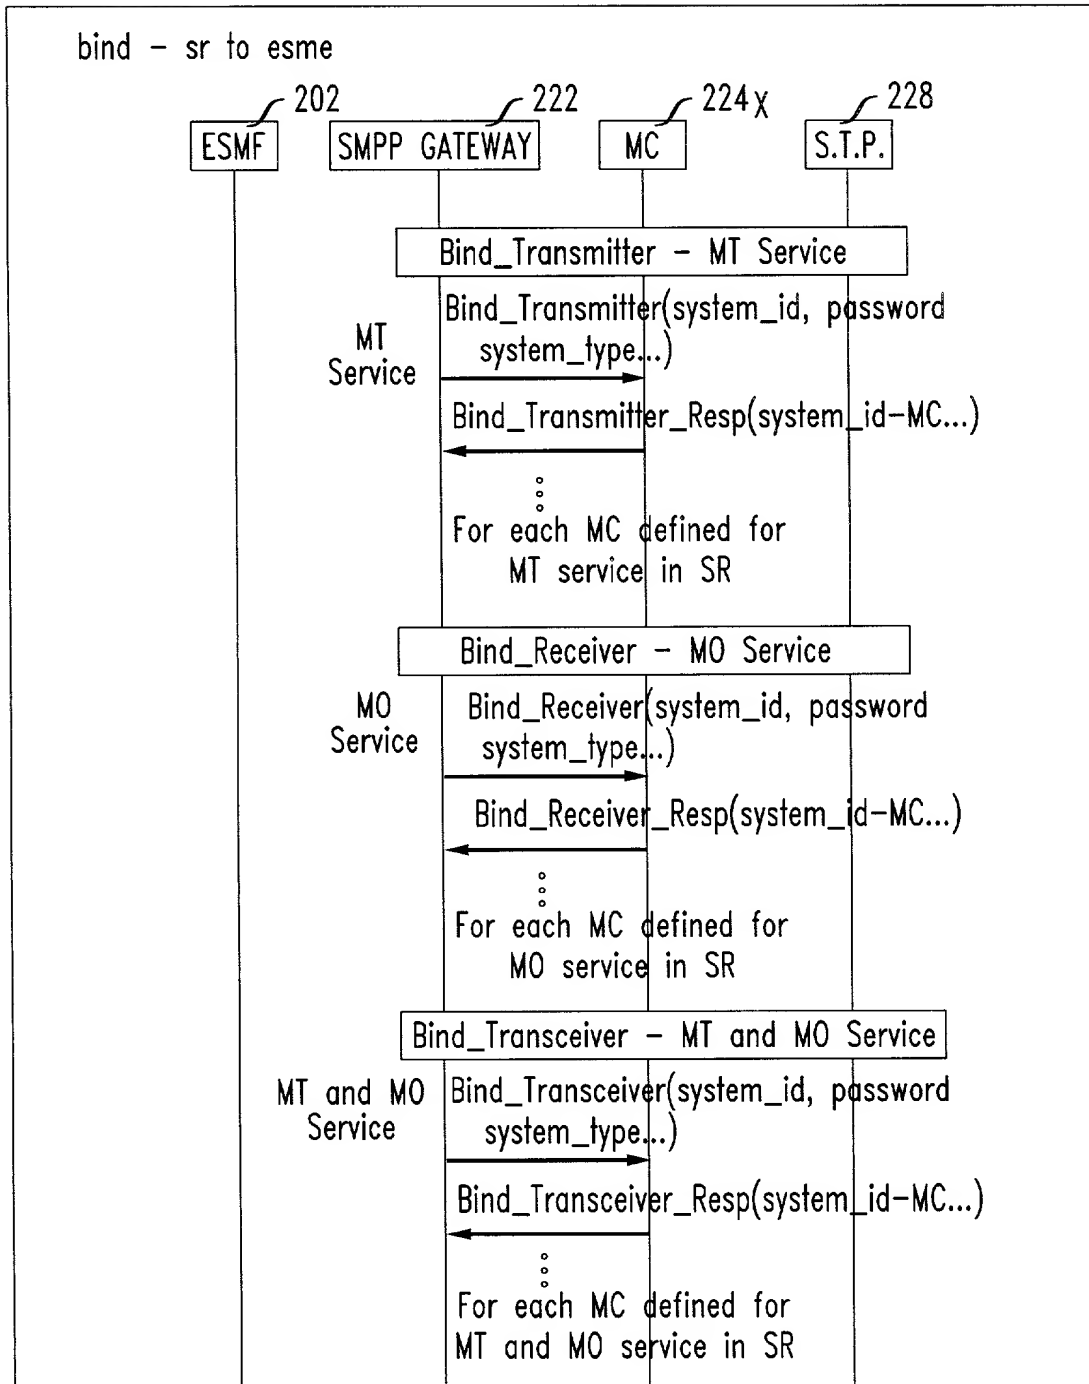 bind - sr to esme
202 222 224x 228
ESMF SMPP GATEWAY MC S.T.P.
Bind_Transmitter - MT Service
MT
Service
Bind_Transmitter(system_id, password
system_type...)
Bind_Transmitter_Resp(system_id-MC...)
For each MC defined for
MT service in SR
Bind_Receiver - MO Service
MO
Service
Bind_Receiver(system_id, password
system_type...)
Bind_Receiver_Resp(system_id-MC...)
For each MC defined for
MO service in SR
Bind_Transceiver - MT and MO Service
MT and MO
Service
Bind_Transceiver(system_id, password
system_type...)
Bind_Transceiver_Resp(system_id-MC...)
For each MC defined for
MT and MO service in SR